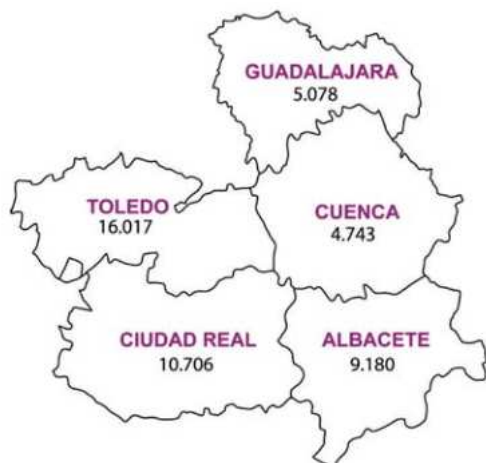 GUADALAJARA
5.078
TOLEDO
16.017
CUENCA
4.743
CIUDAD REAL
10.706
ALBACETE
9.180